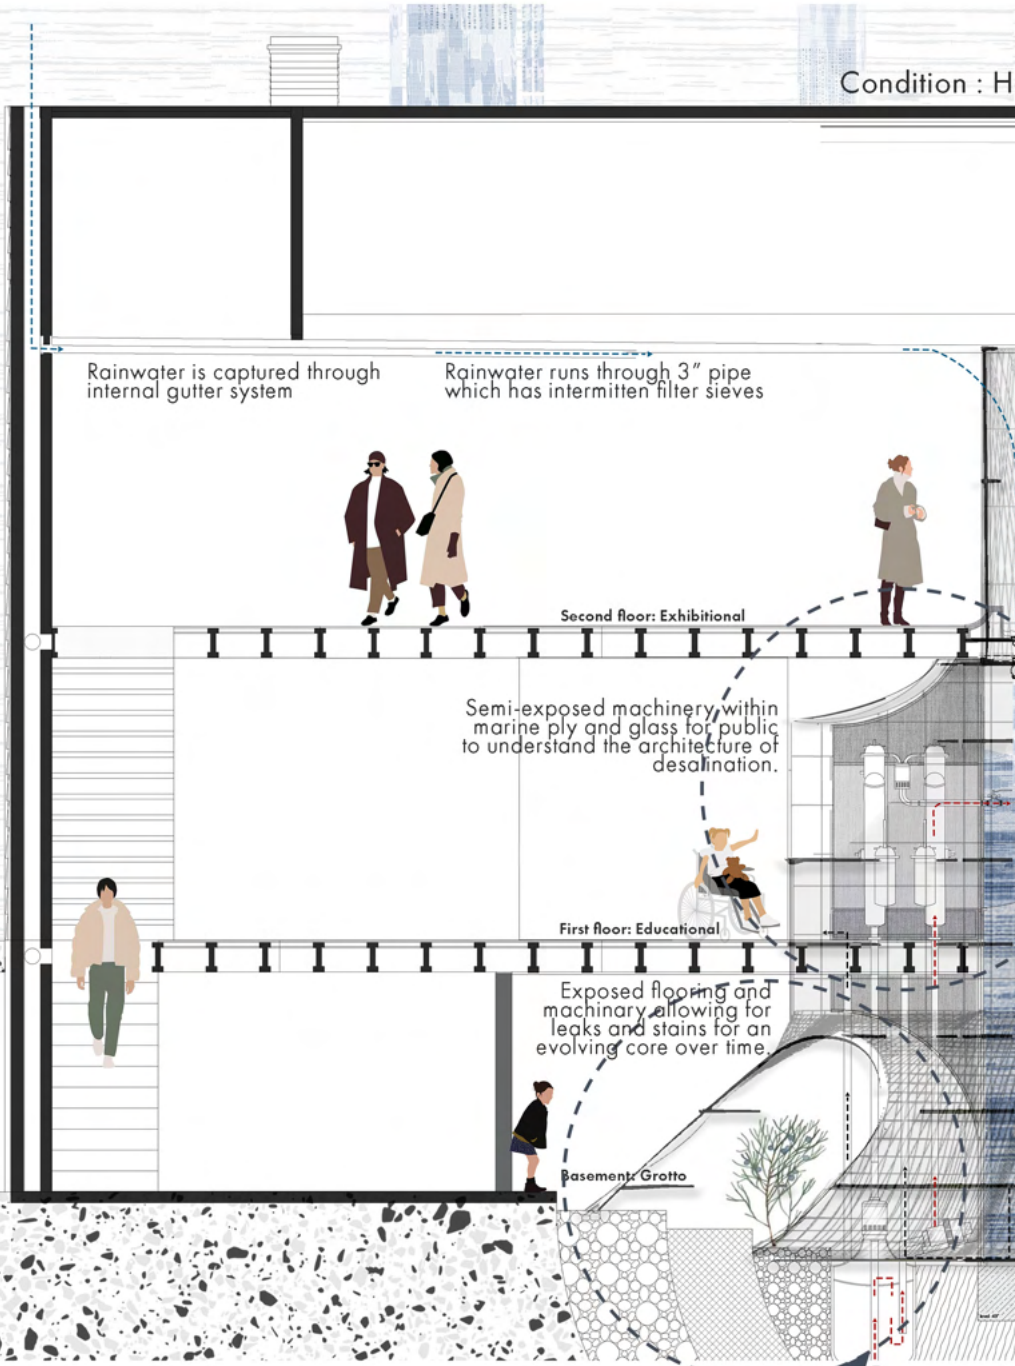 Condition : H
Rainwater is captured through
internal gutter system
Rainwater runs through 3” pipe
which has intermitten filter sieves
Second floor: Exhibitional
Semi-exposed machinery within
marine ply and glass for public
to understand the architecture of
desalination.
First floor: Educational
Exposed flooring and
machinary allowing for
leaks and stains for an
evolving core over time.
Basement: Grotto